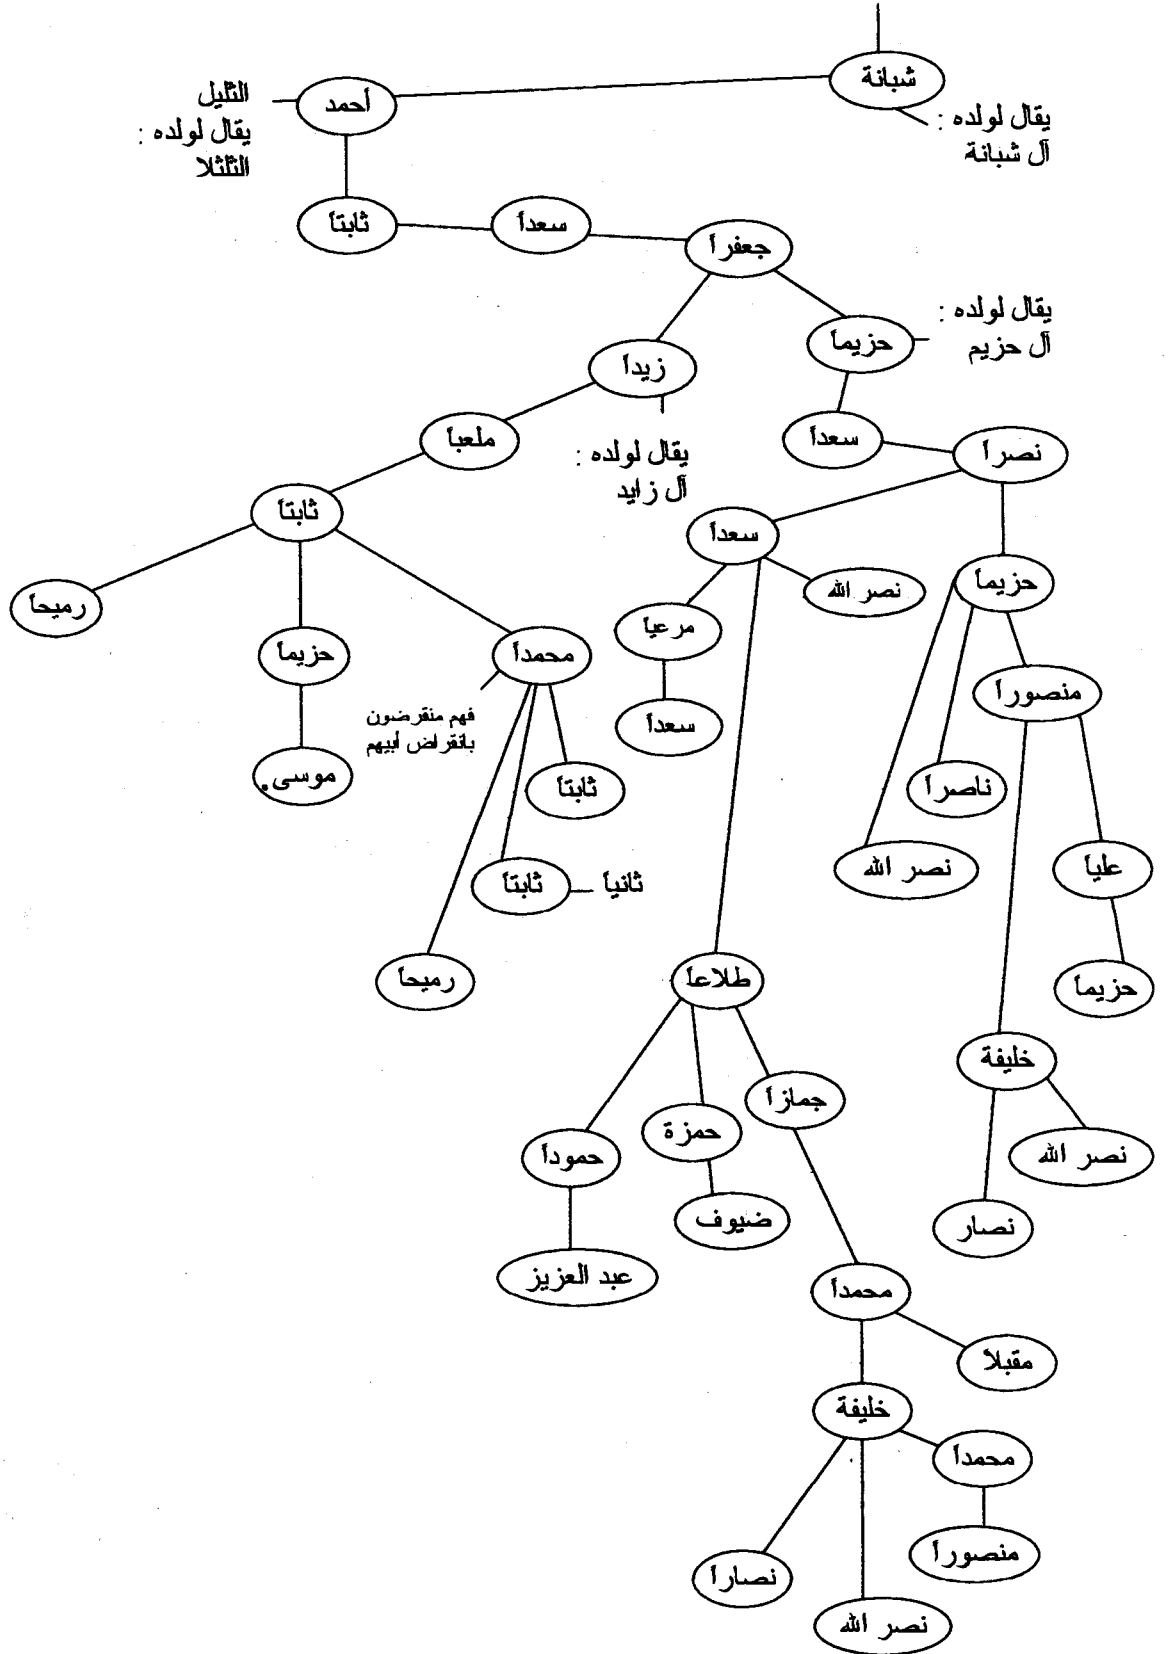 شبانة
يقال لولده :
آل شبانة
أحمد
الثليل
يقال لولده :
الثلثلا
ثابتاً
سعداً
جعفراً
حزيماً
يقال لولده :
آل حزيم
زيداً
يقال لولده :
آل زايد
ملعباً
سعداً
نصراً
ثابتاً
سعداً
حزيماً
نصر الله
رميحاً
مرعياً
حزيماً
محمداً
منصوراً
فهم منقرضون
بانقراض أبيهم
سعداً
موسى.
ثابتاً
ناصراً
نصر الله
علياً
ثابتاً
ثانياً
رميحاً
طلاعاً
حزيماً
خليفة
جمازاً
حمزة
حموداً
نصر الله
ضيوف
نصار
عبد العزيز
محمداً
مقبلاً
خليفة
محمداً
منصوراً
نصاراً
نصر الله